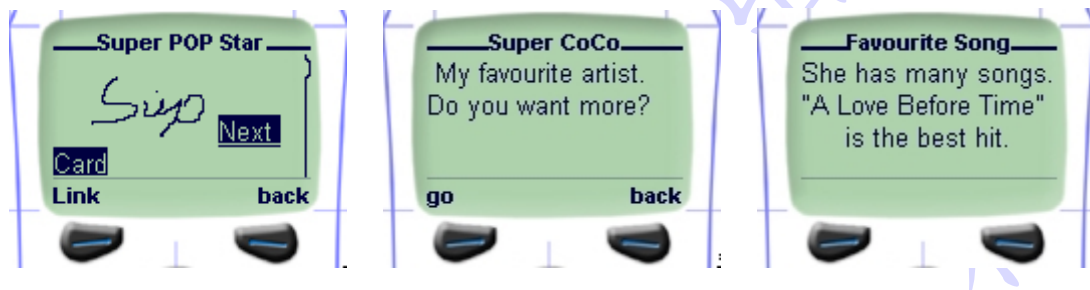 Super POP Star
Next
Card
Link back
Super CoCo
My favourite artist.
Do you want more?
go back
Favourite Song
She has many songs.
"A Love Before Time"
is the best hit.